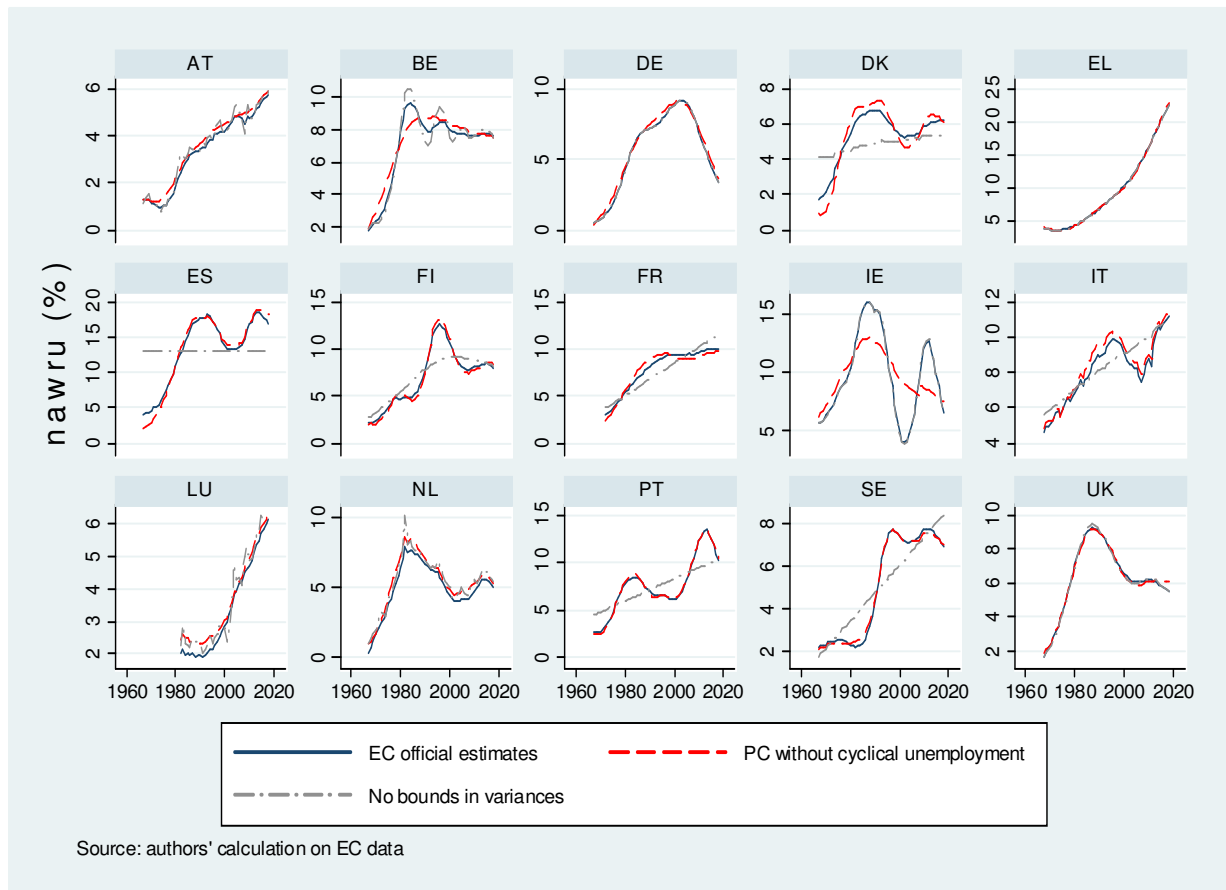 AT BE DE DK EL
0 2 4 6
2 4 6 8 10
0 5 10
0 2 4 6 8
5 10 15 20 25
ES FI FR IE IT
nawru (%)
0 5 10 15 20
0 5 10 15
0 5 10 15
5 10 15
4 6 8 10 12
LU NL PT SE UK
2 3 4 5 6
0 5 10
0 5 10 15
2 4 6 8
2 4 6 8 10
1960 1980 2000 2020 1960 1980 2000 2020 1960 1980 2000 2020 1960 1980 2000 2020 1960 1980 2000 2020
EC official estimates PC without cyclical unemployment
No bounds in variances
Source: authors' calculation on EC data